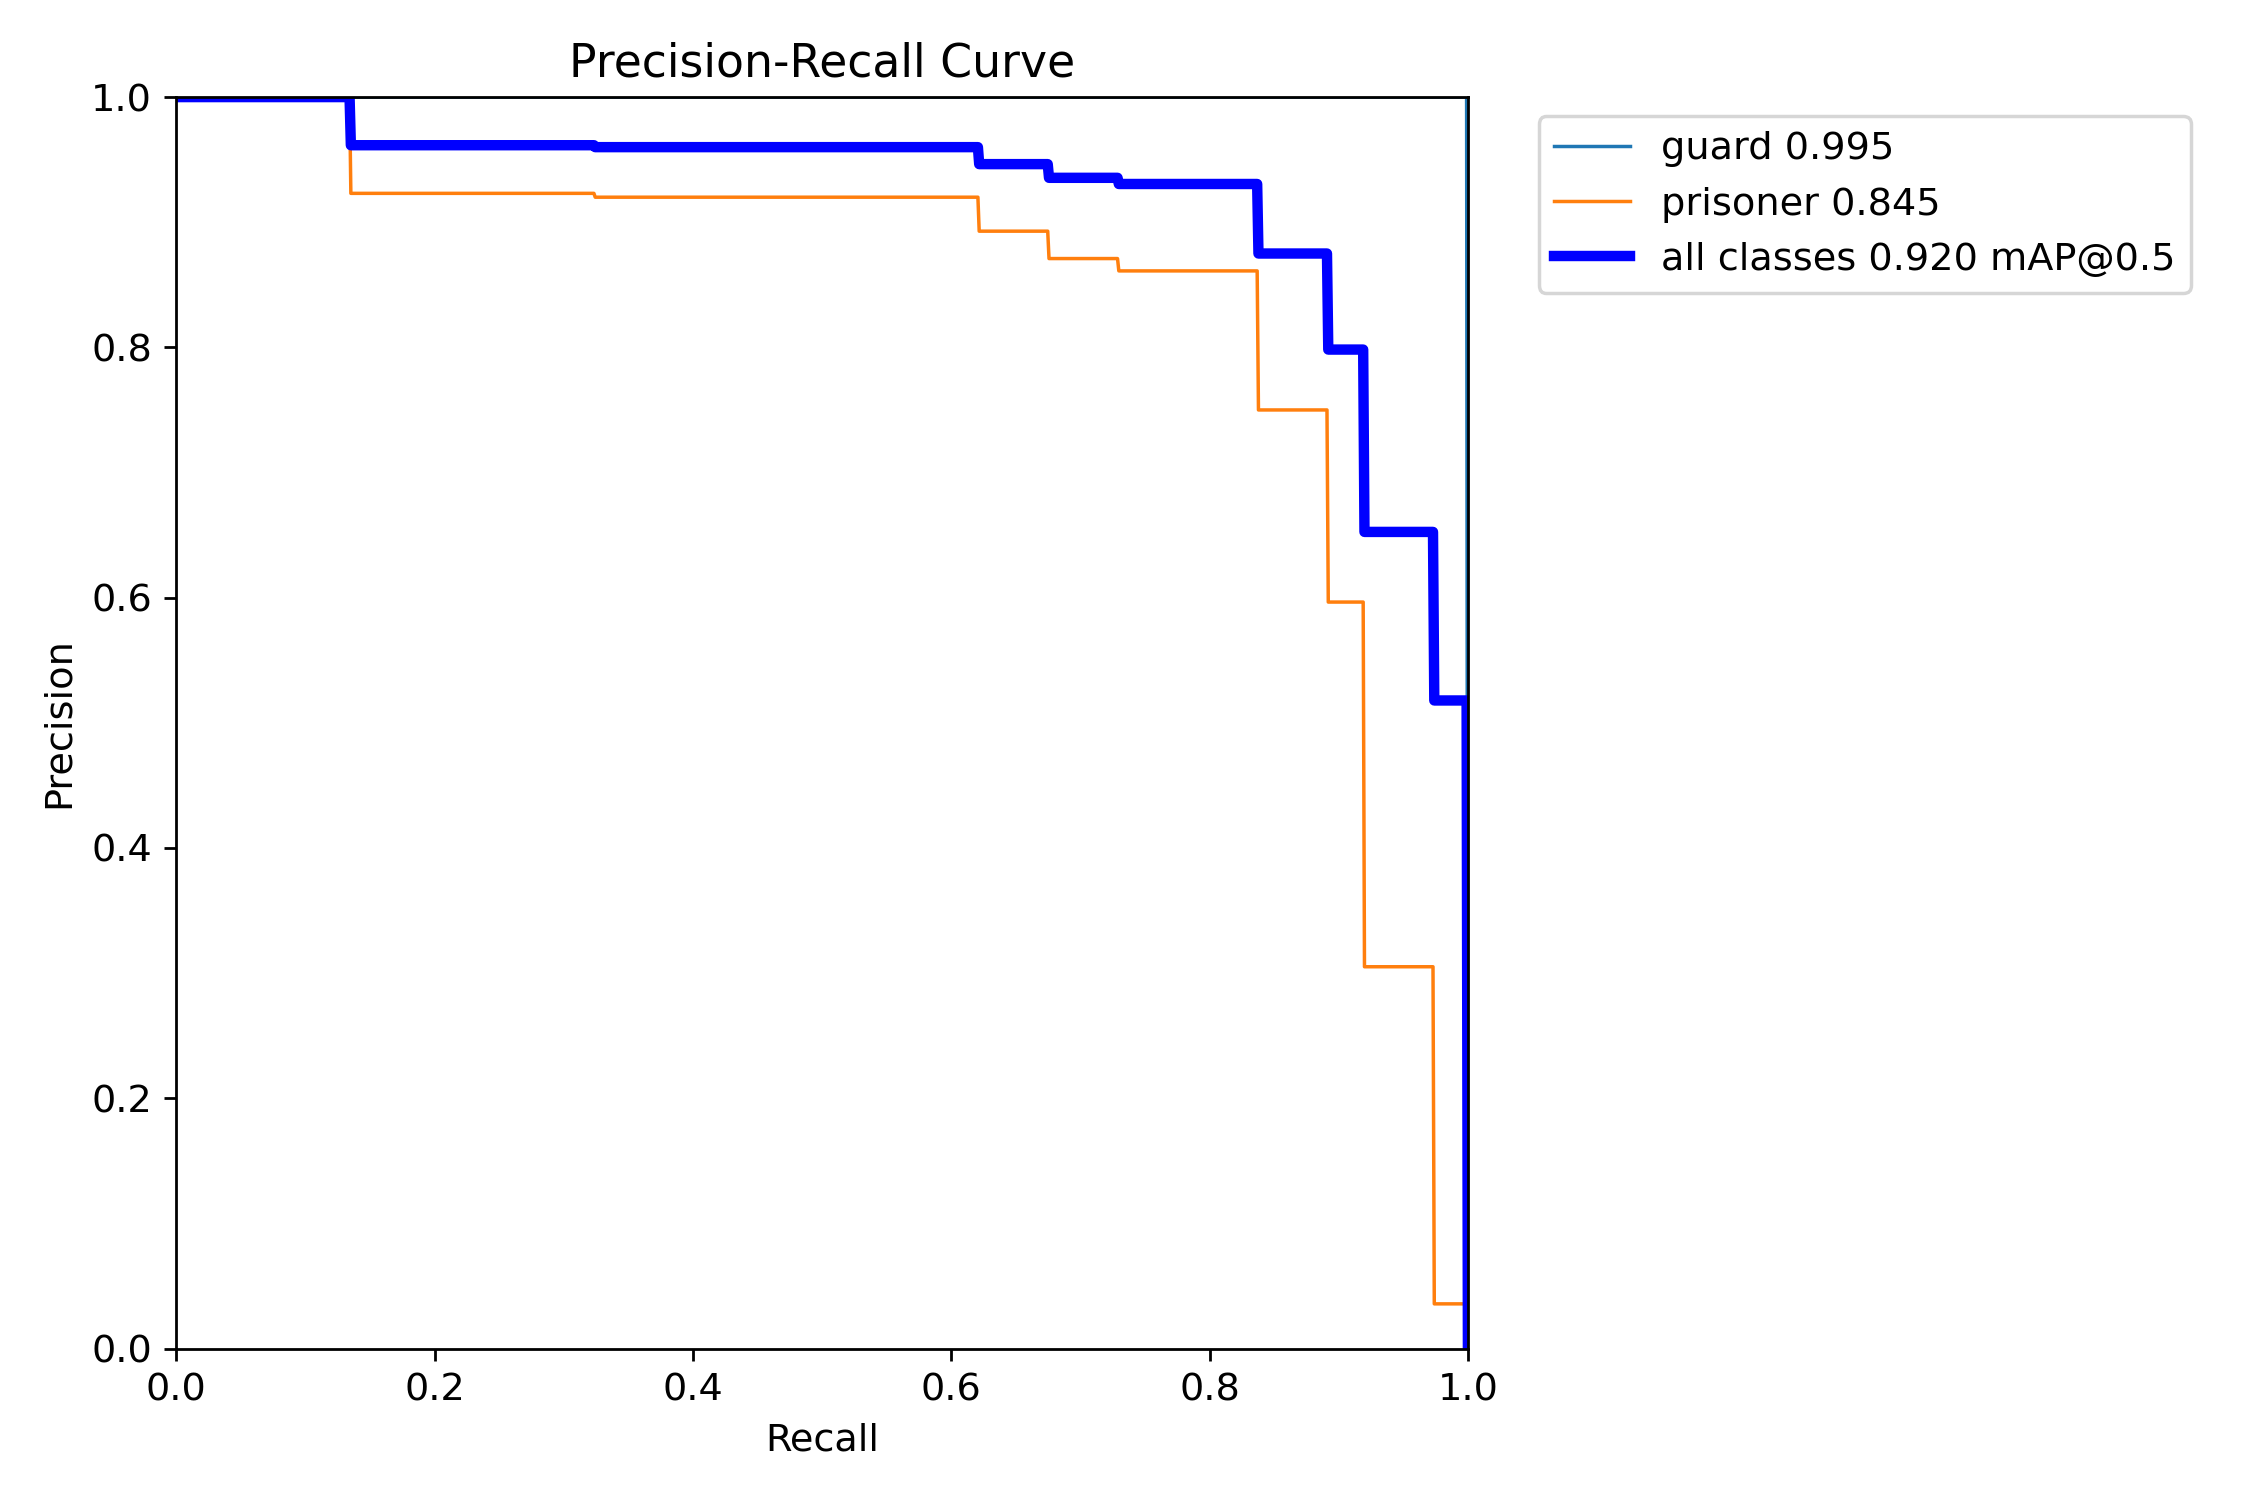 Precision-Recall Curve
guard 0.995
prisoner 0.845
all classes 0.920 mAP@0.5
Precision
1.0
0.8
0.6
0.4
0.2
0.0
0.0 0.2 0.4 0.6 0.8 1.0
Recall